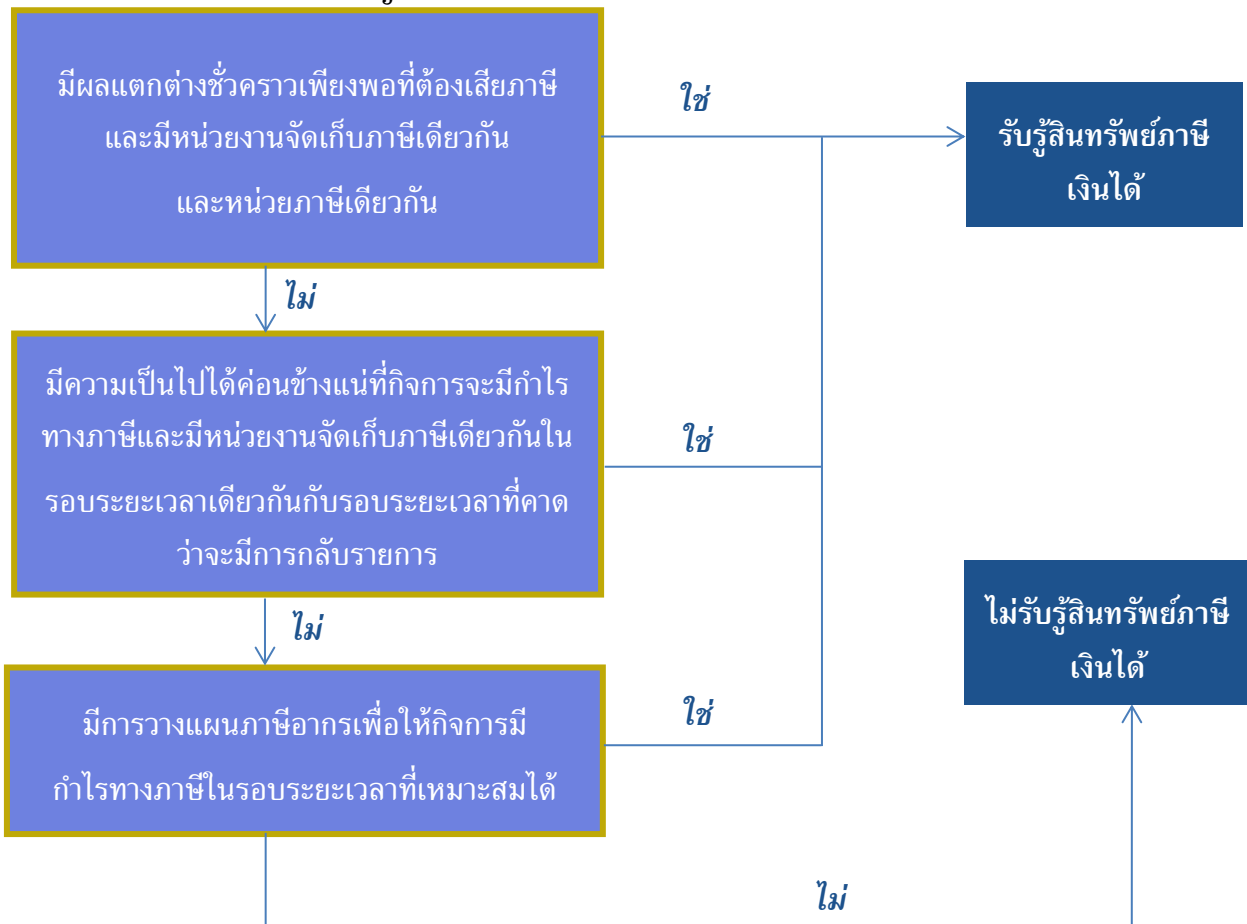 มีผลแตกต่างชั่วคราวเพียงพอที่ต้องเสียภาษี
และมีหน่วยงานจัดเก็บภาษีเดียวกัน
และหน่วยภาษีเดียวกัน
ใช่
รับรู้สินทรัพย์ภาษี
เงินได้
ไม่
มีความเป็นไปได้ค่อนข้างแน่ที่กิจการจะมีกำไร
ทางภาษีและมีหน่วยงานจัดเก็บภาษีเดียวกันใน
รอบระยะเวลาเดียวกันกับรอบระยะเวลาที่คาด
ว่าจะมีการกลับรายการ
ใช่
ไม่รับรู้สินทรัพย์ภาษี
เงินได้
ไม่
มีการวางแผนภาษีอากรเพื่อให้กิจการมี
กำไรทางภาษีในรอบระยะเวลาที่เหมาะสมได้
ใช่
ไม่